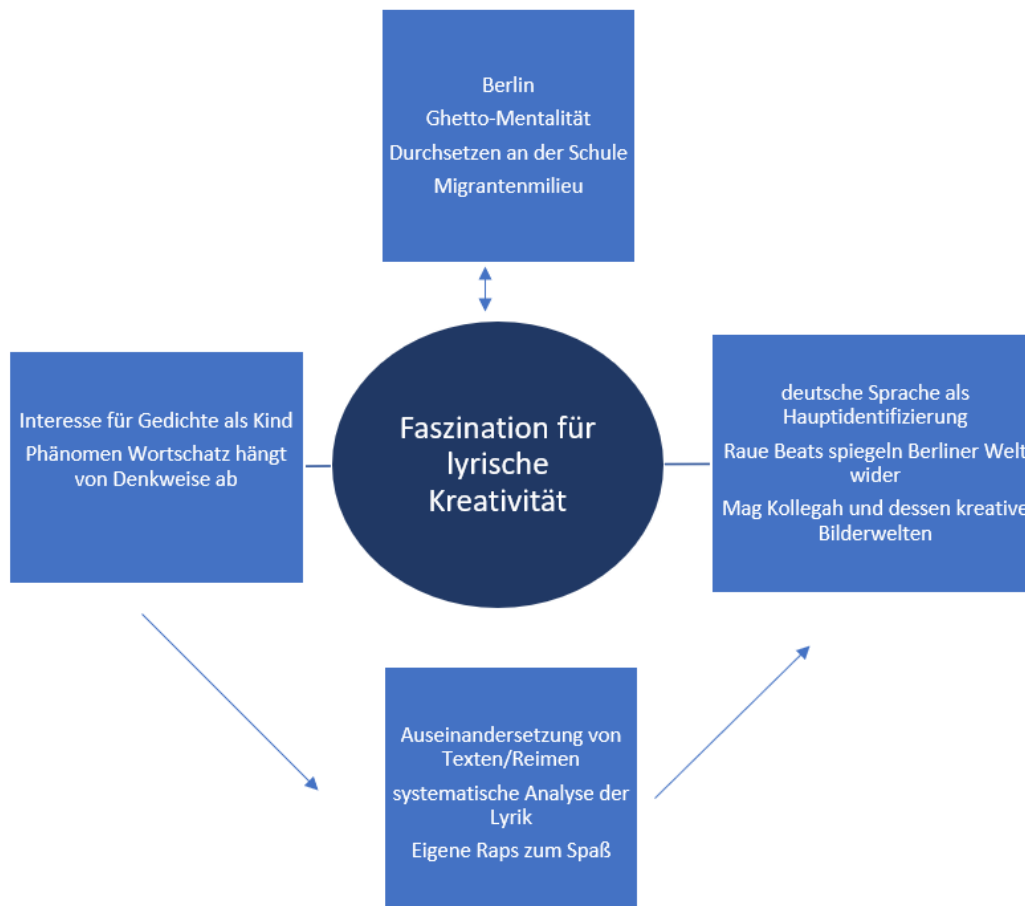 Berlin
Ghetto-Mentalität
Durchsetzen an der Schule
Migrantenmilieu
Interesse für Gedichte als Kind
Phänomen Wortschatz hängt
von Denkweise ab
Faszination für
lyrische
Kreativität
deutsche Sprache als
Hauptidentifizierung
Raue Beats spiegeln Berliner Welt
wider
Mag Kollegah und dessen kreative
Bilderwelten
Auseinandersetzung von
Texten/Reimen
systematische Analyse der
Lyrik
Eigene Raps zum Spaß